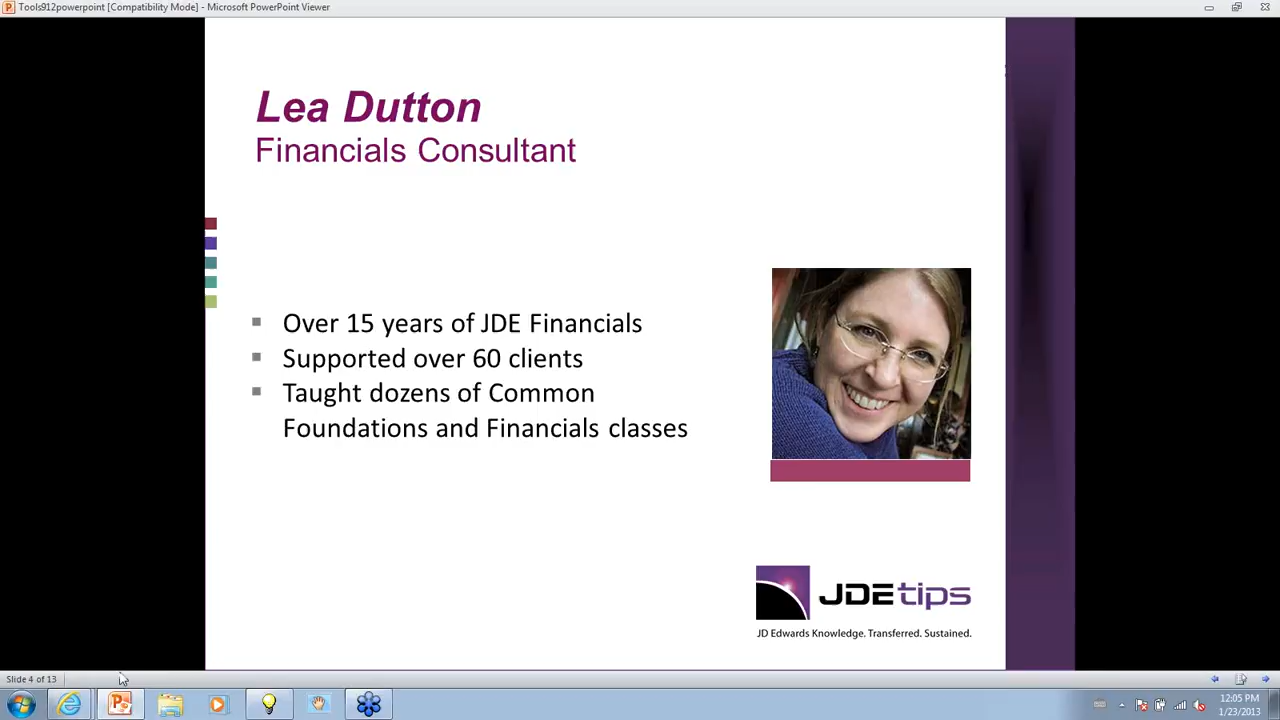 Tools912powerpoint [Compatibility Mode] - Microsoft PowerPoint Viewer
Lea Dutton
Financials Consultant
Over 15 years of JDE Financials
Supported over 60 clients
Taught dozens of Common
Foundations and Financials classes
JDEtips
JD Edwards Knowledge. Transferred. Sustained.
Slide 4 of 13
12:05 PM
1/23/2013